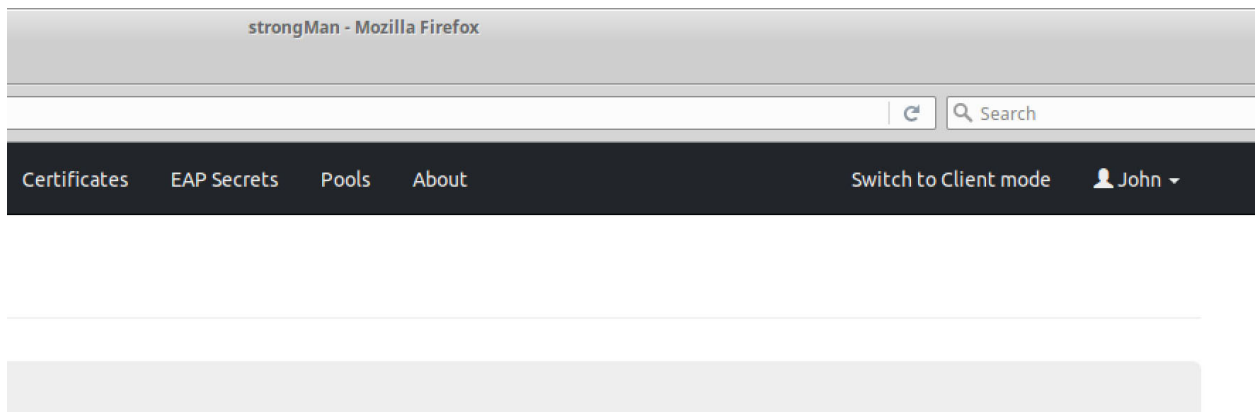 strongMan - Mozilla Firefox
Search
Certificates EAP Secrets Pools About Switch to Client mode John